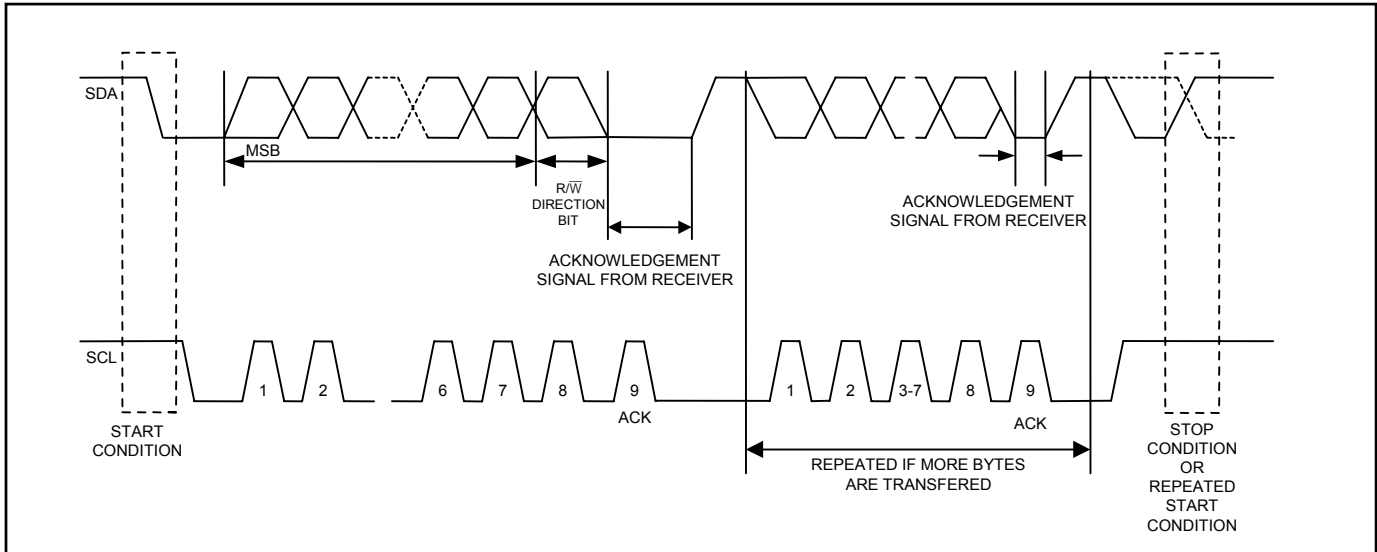 SDA
MSB
R/W̅
DIRECTION
BIT
ACKNOWLEDGEMENT
SIGNAL FROM RECEIVER
ACKNOWLEDGEMENT
SIGNAL FROM RECEIVER
SCL
1
2
6
7
8
9
ACK
1
2
3-7
8
9
ACK
START
CONDITION
REPEATED IF MORE BYTES
ARE TRANSFERED
STOP
CONDITION
OR
REPEATED
START
CONDITION